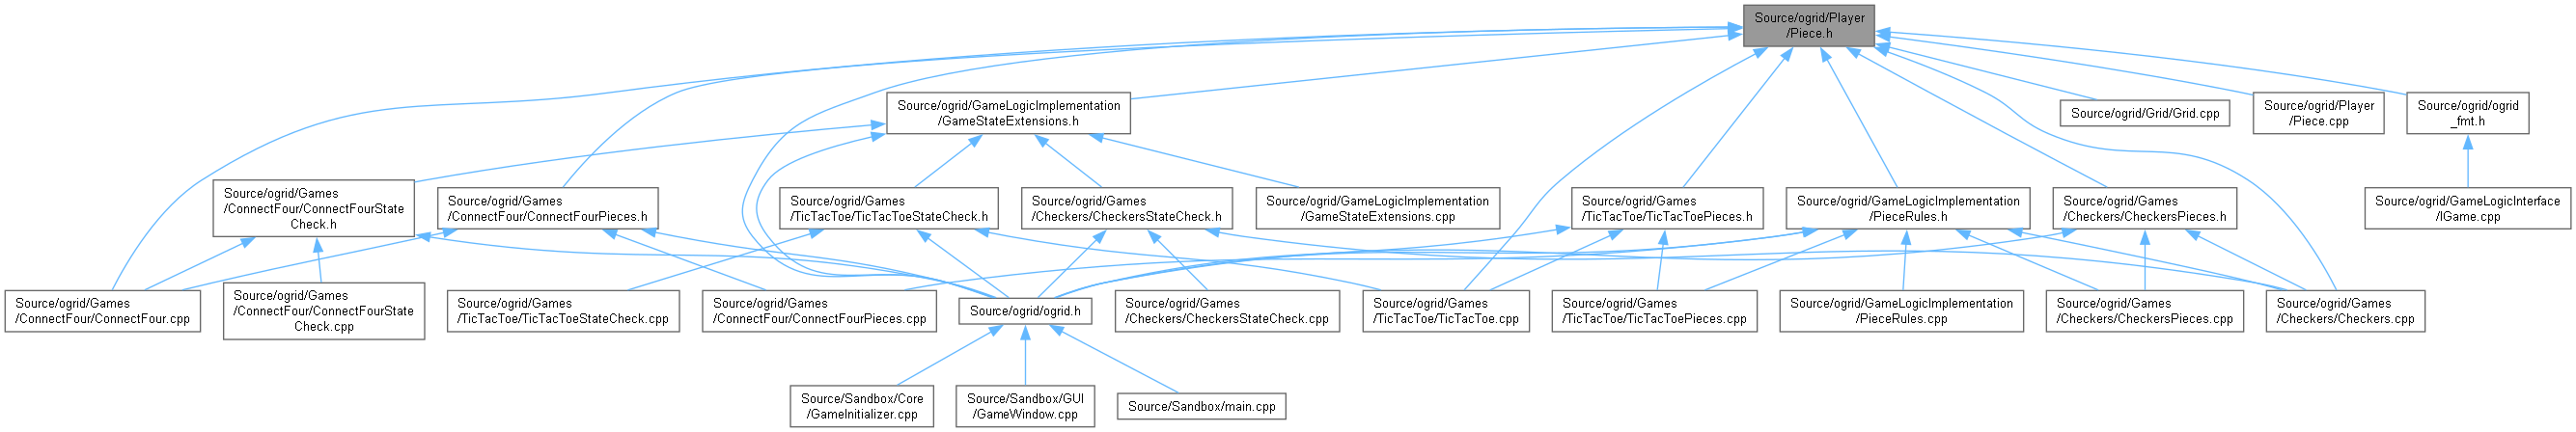 Source/ogrid/Player
/Piece.h
Source/ogrid/GameLogicImplementation
/GameStateExtensions.h
Source/ogrid/Grid/Grid.cpp
Source/ogrid/Player
/Piece.cpp
Source/ogrid/ogrid
_fmt.h
Source/ogrid/Games
/ConnectFour/ConnectFourState
Check.h
Source/ogrid/Games
/ConnectFour/ConnectFourPieces.h
Source/ogrid/Games
/TicTacToe/TicTacToeStateCheck.h
Source/ogrid/Games
/Checkers/CheckersStateCheck.h
Source/ogrid/GameLogicImplementation
/GameStateExtensions.cpp
Source/ogrid/Games
/TicTacToe/TicTacToePieces.h
Source/ogrid/GameLogicImplementation
/PieceRules.h
Source/ogrid/Games
/Checkers/CheckersPieces.h
Source/ogrid/GameLogicInterface
/IGame.cpp
Source/ogrid/Games
/ConnectFour/ConnectFour.cpp
Source/ogrid/Games
/ConnectFour/ConnectFourState
Check.cpp
Source/ogrid/Games
/TicTacToe/TicTacToeStateCheck.cpp
Source/ogrid/Games
/ConnectFour/ConnectFourPieces.cpp
Source/ogrid/ogrid.h
Source/ogrid/Games
/Checkers/CheckersStateCheck.cpp
Source/ogrid/Games
/TicTacToe/TicTacToe.cpp
Source/ogrid/Games
/TicTacToe/TicTacToePieces.cpp
Source/ogrid/GameLogicImplementation
/PieceRules.cpp
Source/ogrid/Games
/Checkers/CheckersPieces.cpp
Source/ogrid/Games
/Checkers/Checkers.cpp
Source/Sandbox/Core
/GameInitializer.cpp
Source/Sandbox/GUI
/GameWindow.cpp
Source/Sandbox/main.cpp